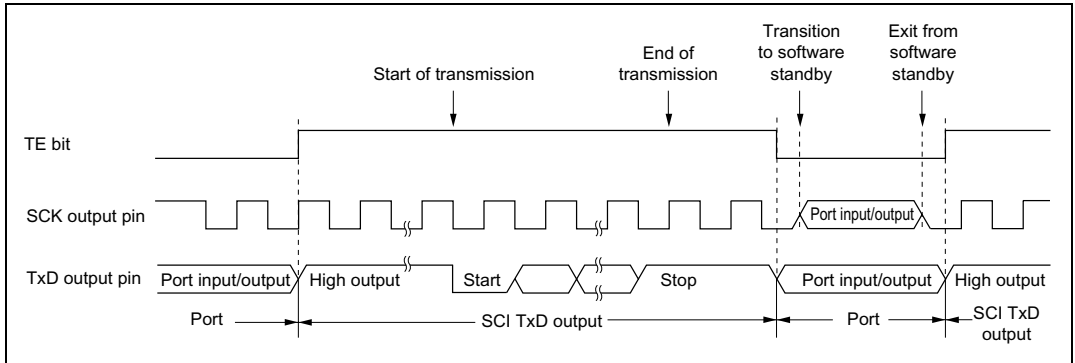 Transition
to software
standby
Exit from
software
standby
Start of transmission
End of
transmission
TE bit
SCK output pin
Port input/output
TxD output pin
Port input/output
High output
Start
Stop
Port input/output
High output
Port
SCI TxD output
Port
SCI TxD
output